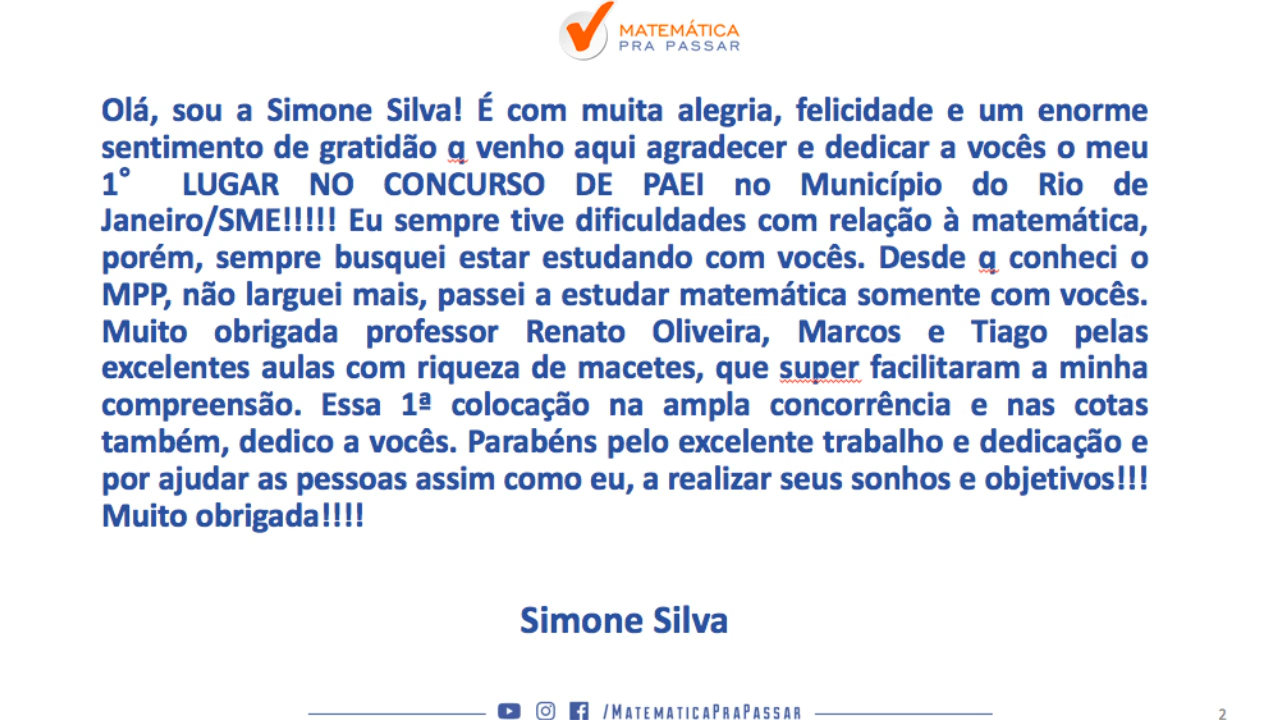 MATEMÁTICA
PRA PASSAR
Olá, sou a Simone Silva! É com muita alegria, felicidade e um enorme
sentimento de gratidão q venho aqui agradecer e dedicar a vocês o meu
1° LUGAR NO CONCURSO DE PAEI no Município do Rio de
Janeiro/SME!!!!! Eu sempre tive dificuldades com relação à matemática,
porém, sempre busquei estar estudando com vocês. Desde q conheci o
MPP, não larguei mais, passei a estudar matemática somente com vocês.
Muito obrigada professor Renato Oliveira, Marcos e Tiago pelas
excelentes aulas com riqueza de macetes, que super facilitaram a minha
compreensão. Essa 1ª colocação na ampla concorrência e nas cotas
também, dedico a vocês. Parabéns pelo excelente trabalho e dedicação e
por ajudar as pessoas assim como eu, a realizar seus sonhos e objetivos!!!
Muito obrigada!!!!
Simone Silva
/MATEMATICAPRAPASSAR
2